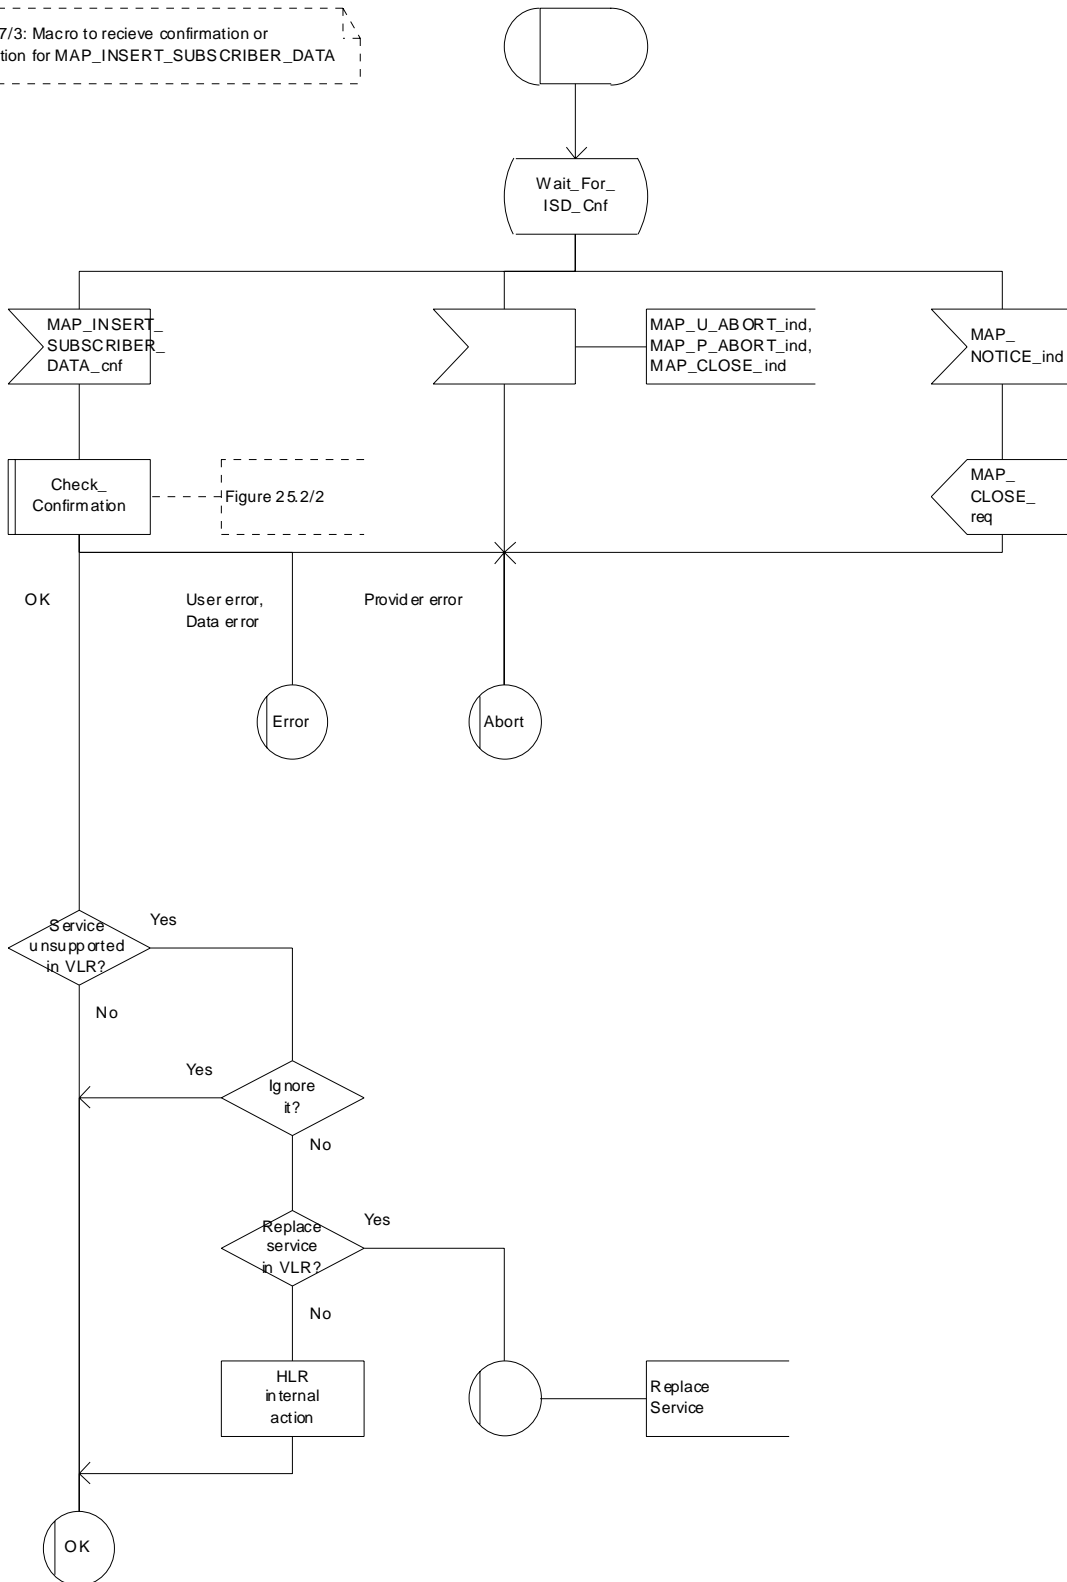 7/3: Macro to recieve confirmation or
tion for MAP_INSERT_SUBSCRIBER_DATA
Wait_For_
ISD_Cnf
MAP_INSERT_
SUBSCRIBER_
DATA_cnf
MAP_U_ABORT_ind,
MAP_P_ABORT_ind,
MAP_CLOSE_ind
MAP_
NOTICE_ind
Check_
Confirmation
Figure 25.2/2
MAP_
CLOSE_
req
OK
User error,
Data error
Provider error
Error
Abort
Service
unsupported
in VLR?
Yes
No
Yes
Ignore
it?
No
Replace
service
in VLR?
Yes
No
HLR
internal
action
Replace
Service
OK